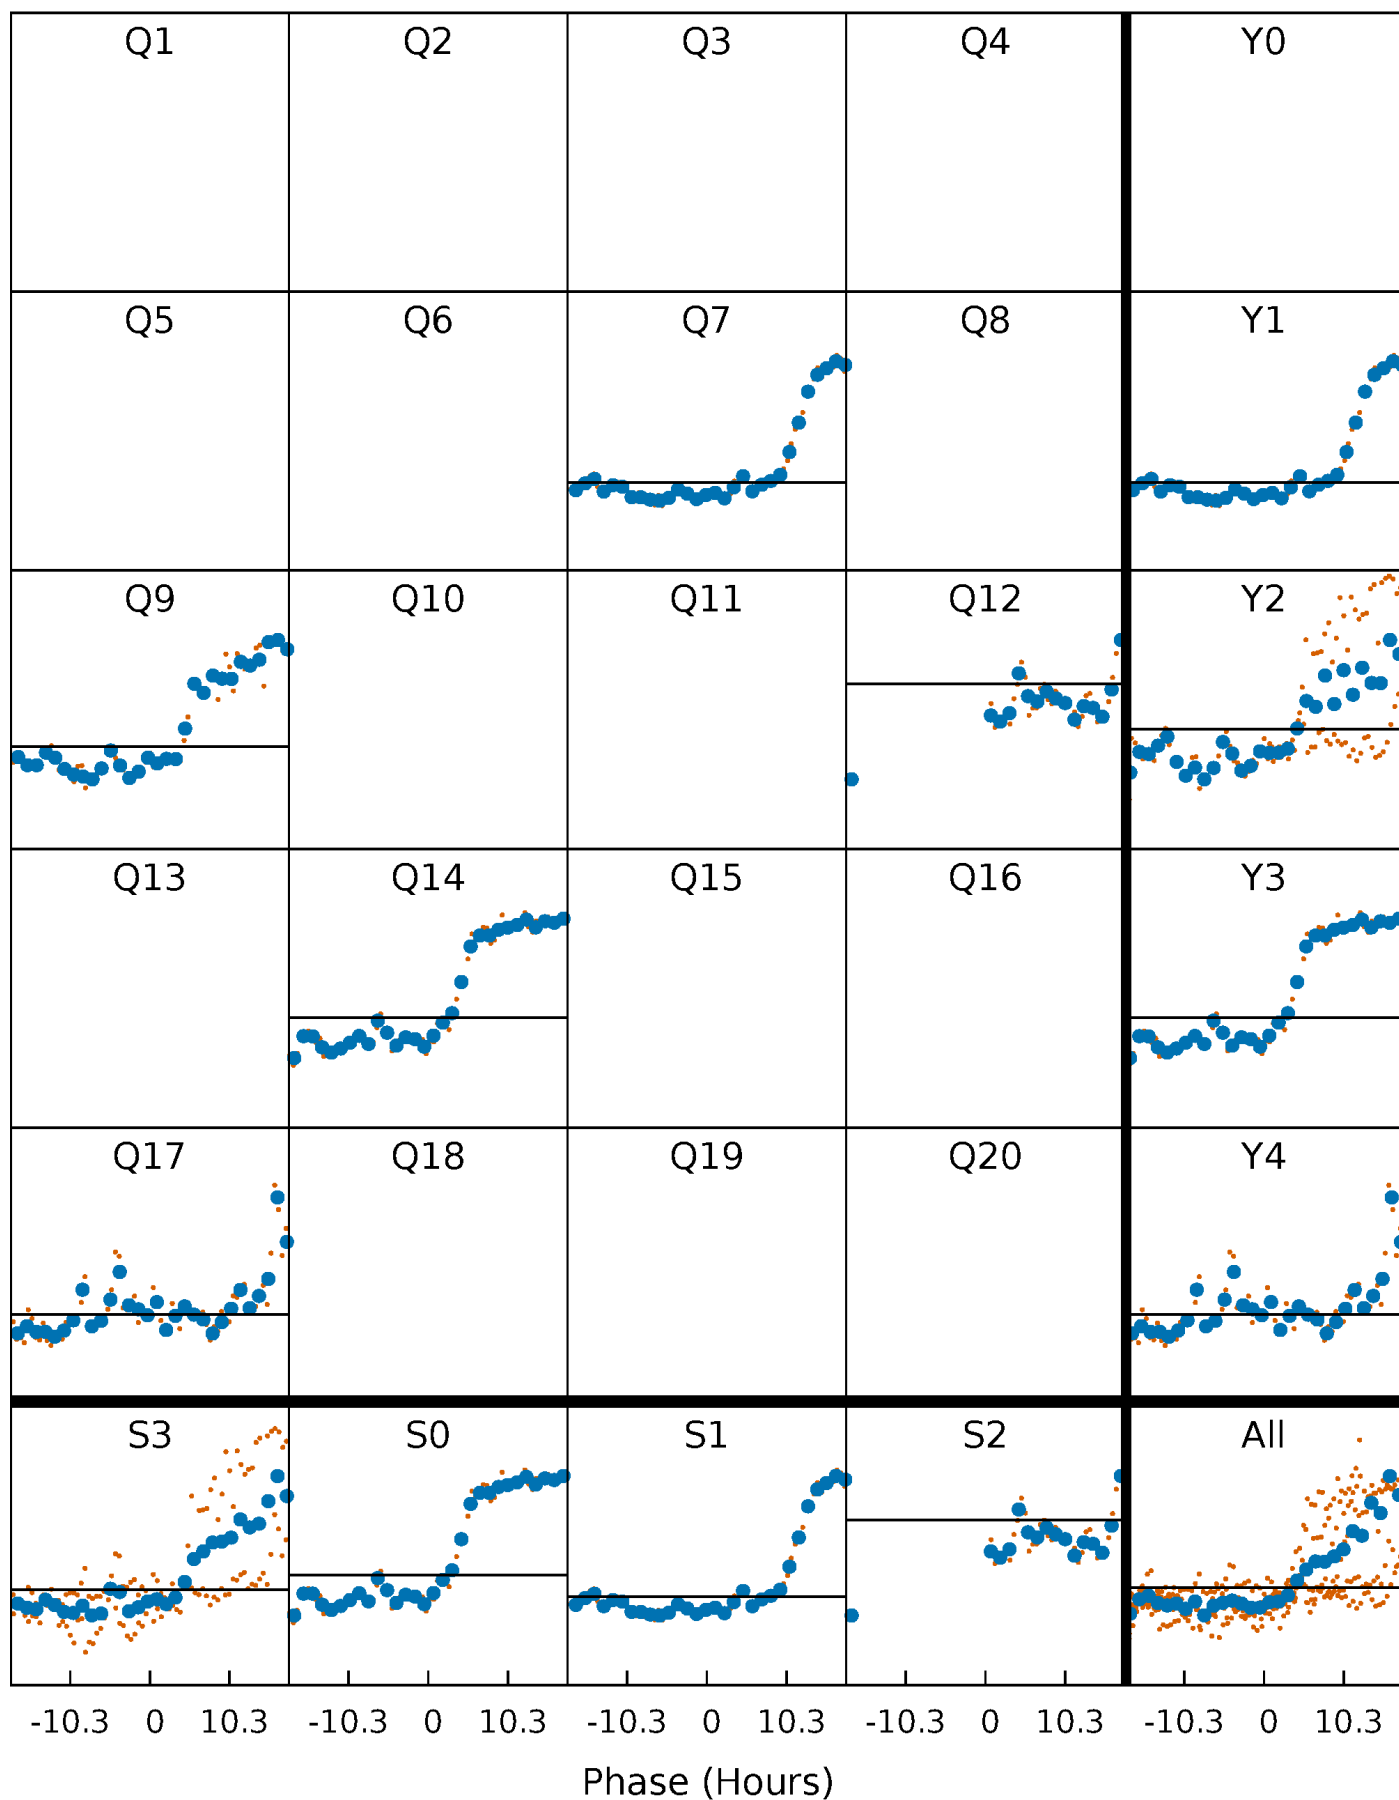 Q1 Q2 Q3 Q4 Y0
Q5 Q6 Q7 Q8 Y1
Q9 Q10 Q11 Q12 Y2
Q13 Q14 Q15 Q16 Y3
Q17 Q18 Q19 Q20 Y4
S3 S0 S1 S2 All
-10.3 0 10.3 -10.3 0 10.3 -10.3 0 10.3 -10.3 0 10.3 -10.3 0 10.3
Phase (Hours)